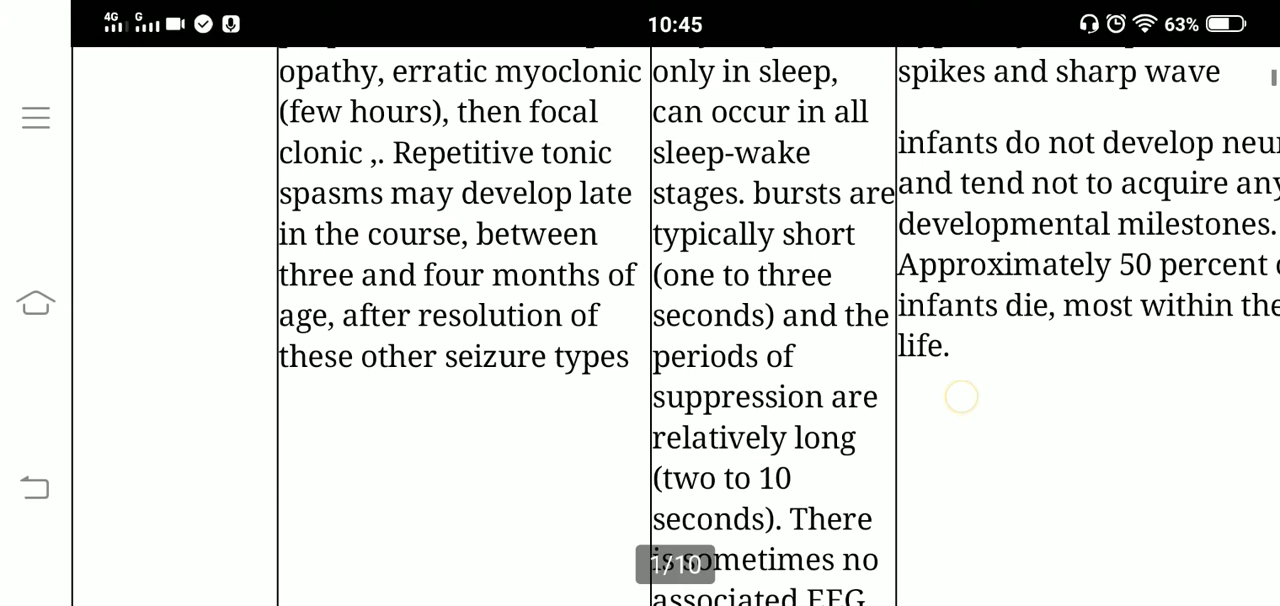 4G G 10:45 63%
opathy, erratic myoclonic
(few hours), then focal
clonic ,. Repetitive tonic
spasms may develop late
in the course, between
three and four months of
age, after resolution of
these other seizure types
only in sleep,
can occur in all
sleep-wake
stages. bursts are
typically short
(one to three
seconds) and the
periods of
suppression are
relatively long
(two to 10
seconds). There
is sometimes no
associated EEG
spikes and sharp wave
infants do not develop
and tend not to acquire
developmental milestones.
Approximately 50 percent
infants die, most within
life.
1/10